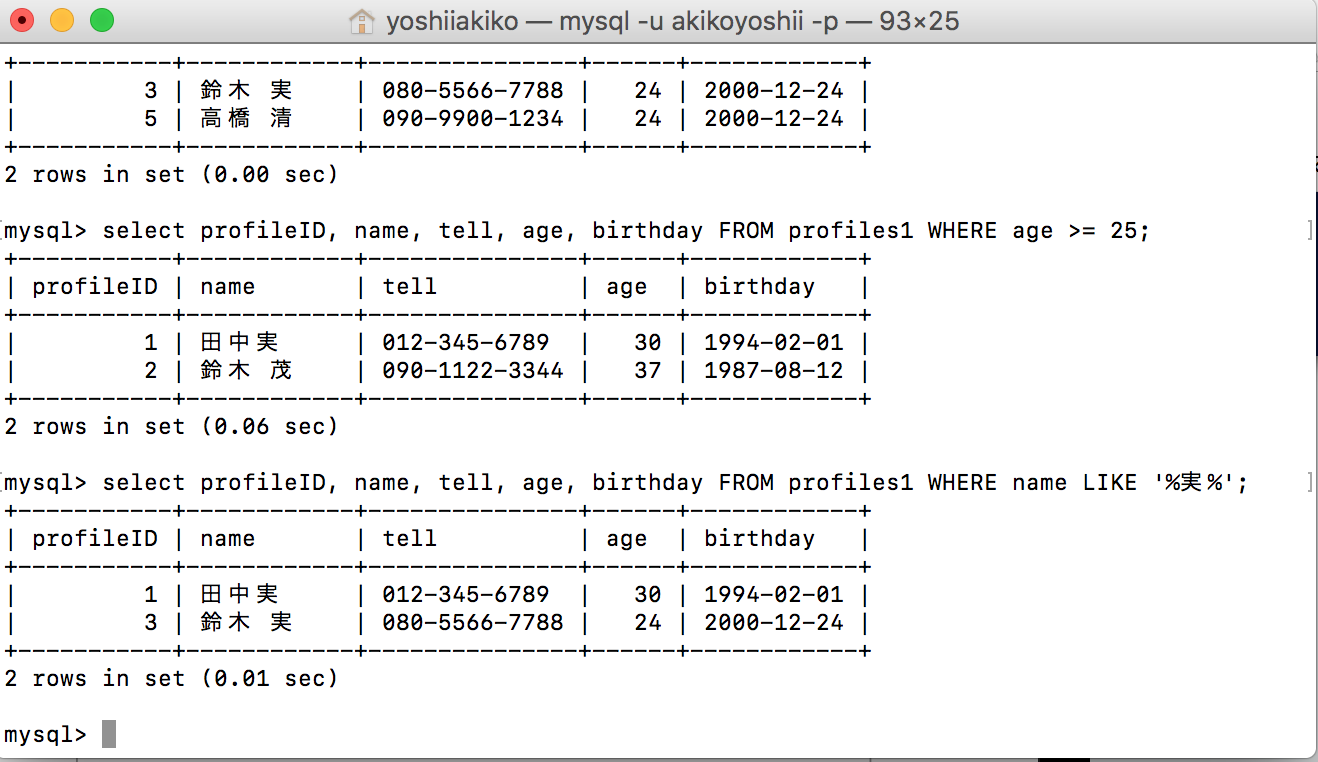 yoshiiakiko — mysql -u akikoyoshii -p — 93×25
+-----------+------------+---------------+------+------------+
|         3 | 鈴木 実    | 080-5566-7788 |   24 | 2000-12-24 |
|         5 | 高橋 清    | 090-9900-1234 |   24 | 2000-12-24 |
+-----------+------------+---------------+------+------------+
2 rows in set (0.00 sec)
mysql> select profileID, name, tell, age, birthday FROM profiles1 WHERE age >= 25;
+-----------+------------+---------------+------+------------+
| profileID | name       | tell          | age  | birthday   |
+-----------+------------+---------------+------+------------+
|         1 | 田中実     | 012-345-6789  |   30 | 1994-02-01 |
|         2 | 鈴木 茂    | 090-1122-3344 |   37 | 1987-08-12 |
+-----------+------------+---------------+------+------------+
2 rows in set (0.06 sec)
mysql> select profileID, name, tell, age, birthday FROM profiles1 WHERE name LIKE '%実%';
+-----------+------------+---------------+------+------------+
| profileID | name       | tell          | age  | birthday   |
+-----------+------------+---------------+------+------------+
|         1 | 田中実     | 012-345-6789  |   30 | 1994-02-01 |
|         3 | 鈴木 実    | 080-5566-7788 |   24 | 2000-12-24 |
+-----------+------------+---------------+------+------------+
2 rows in set (0.01 sec)
mysql>